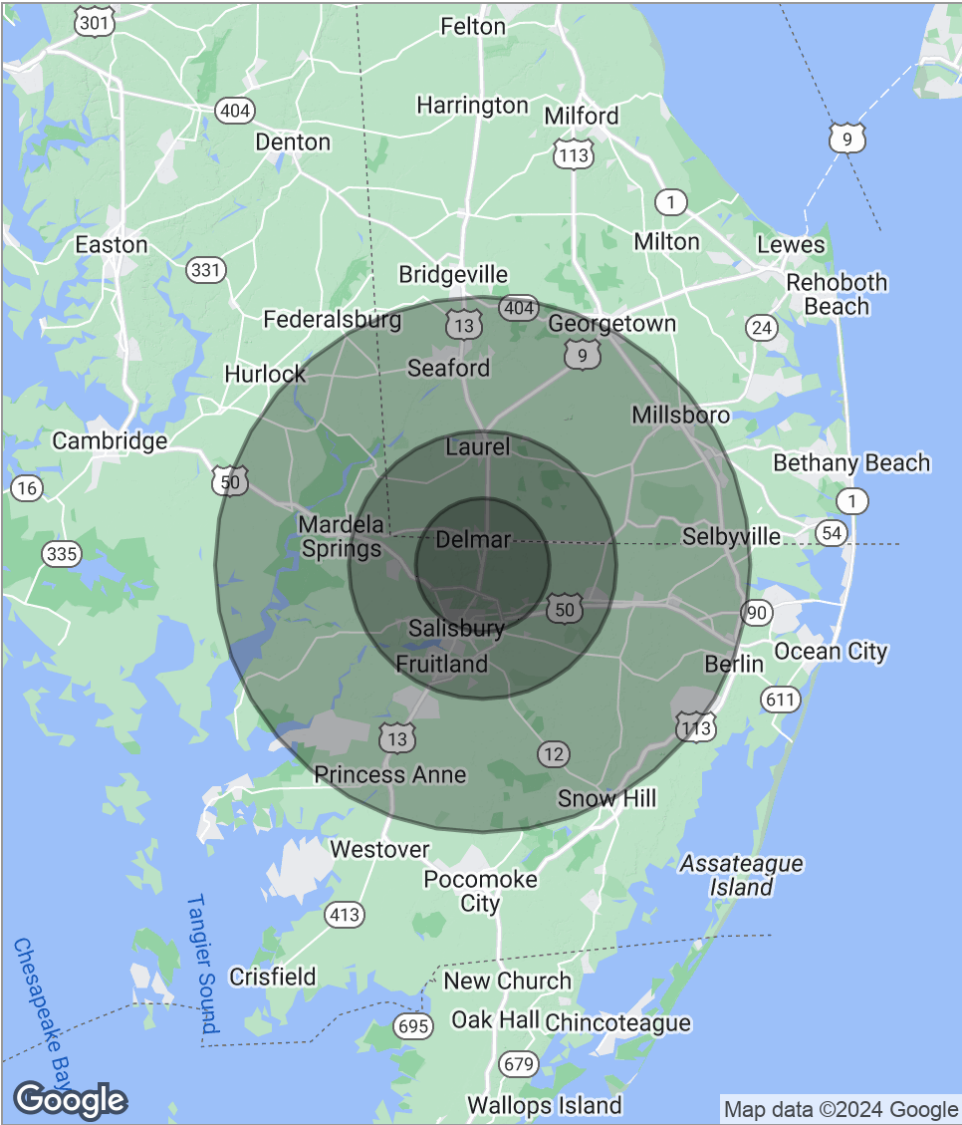 301
Felton
Harrington
404
Milford
Denton
113
9
1
Easton
Milton
Lewes
331
Bridgeville
Rehoboth
Beach
404
Federalsburg
13
Georgetown
24
9
Seaford
Hurlock
Millsboro
Cambridge
Laurel
Bethany Beach
50
16
1
Mardela
Springs
Delmar
Selbyville
54
335
50
90
Salisbury
Ocean City
Fruitland
Berlin
611
113
13
12
Princess Anne
Snow Hill
Westover
Assateague
Island
Pocomoke
City
413
Tangier Sound
Chesapeake Bay
Crisfield
New Church
695
Oak Hall
Chincoteague
679
Wallops Island
Google
Map data ©2024 Google